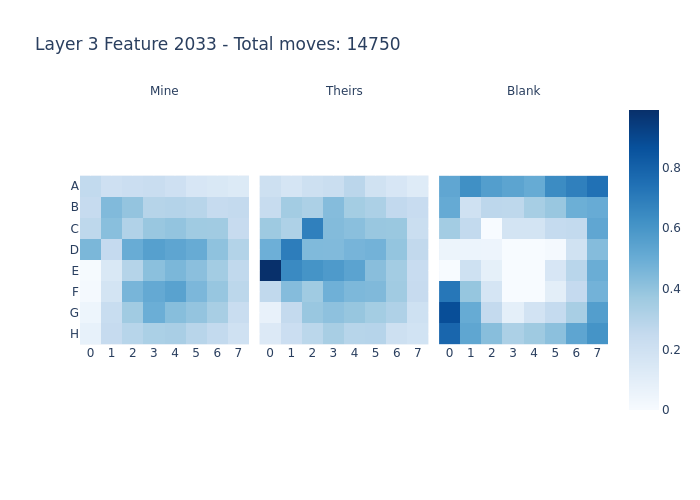 Layer 3 Feature 2033 - Total moves: 14750
Mine Theirs Blank
A
B
C
D
E
F
G
H
0 1 2 3 4 5 6 7 0 1 2 3 4 5 6 7 0 1 2 3 4 5 6 7
0.8
0.6
0.4
0.2
0